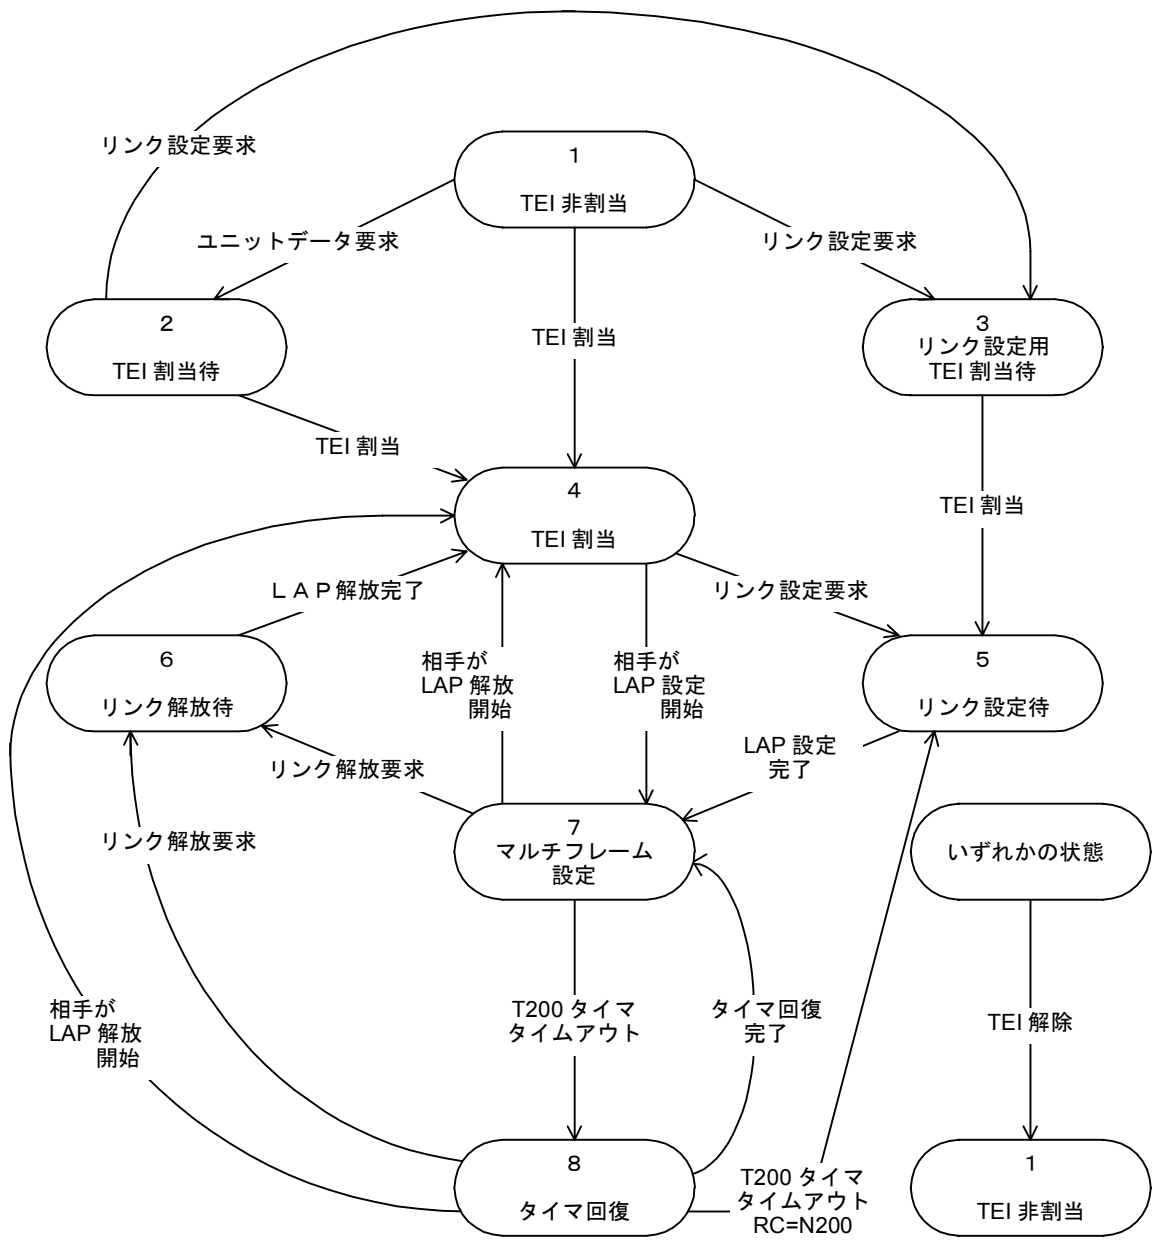 リンク設定要求
1
TEI 非割当
ユニットデータ要求
リンク設定要求
2
TEI 割当待
TEI 割当
3
リンク設定用
TEI 割当待
TEI 割当
4
TEI 割当
TEI 割当
ＬＡＰ解放完了
リンク設定要求
6
リンク解放待
相手が
LAP 解放
開始
相手が
LAP 設定
開始
5
リンク設定待
リンク解放要求
LAP 設定
完了
リンク解放要求
7
マルチフレーム
設定
いずれかの状態
相手が
LAP 解放
開始
T200 タイマ
タイムアウト
タイマ回復
完了
TEI 解除
8
タイマ回復
T200 タイマ
タイムアウト
RC=N200
1
TEI 非割当